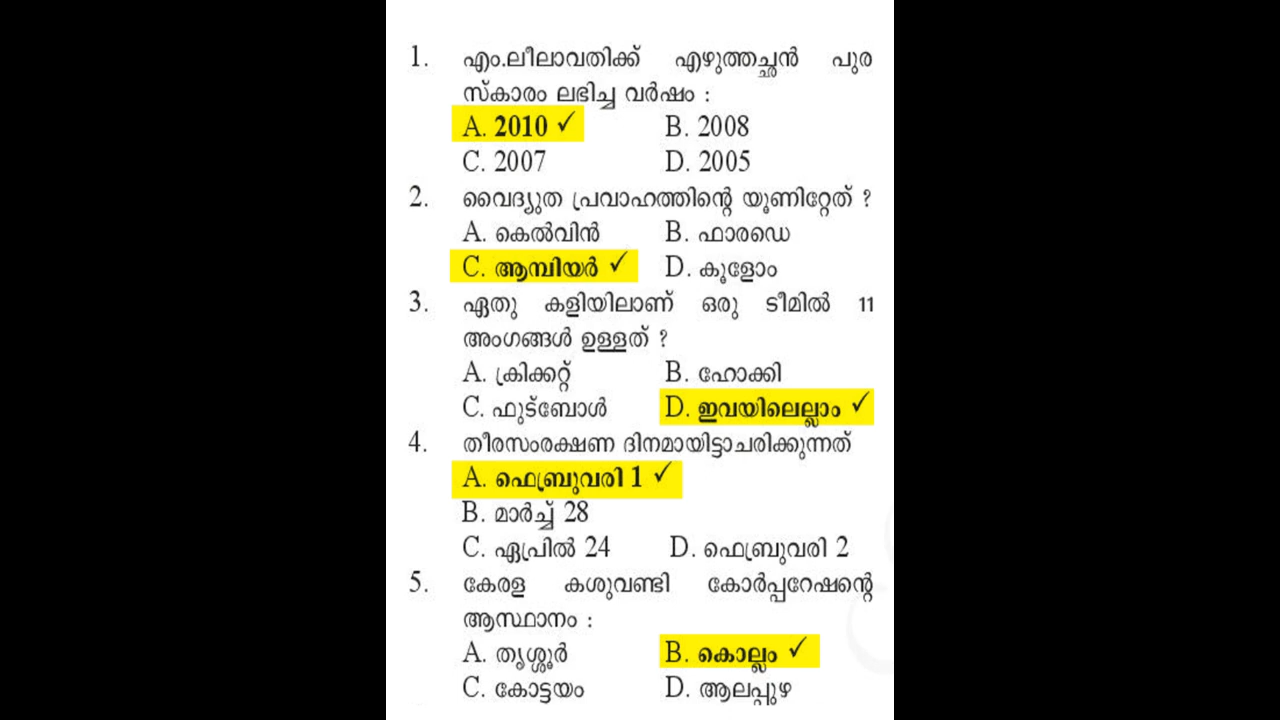 1. എം.ലീലാവതിക്ക് എഴുത്തച്ഛൻ പുര
സ്കാരം ലഭിച്ച വർഷം :
A. 2010 ✓ B. 2008
C. 2007 D. 2005
2. വൈദ്യുത പ്രവാഹത്തിന്റെ യൂണിറ്റേത് ?
A. കെൽവിൻ B. ഫാരഡെ
C. ആമ്പിയർ ✓ D. കൂളോം
3. ഏതു കളിയിലാണ് ഒരു ടീമിൽ 11
അംഗങ്ങൾ ഉള്ളത് ?
A. ക്രിക്കറ്റ് B. ഹോക്കി
C. ഫുട്ബോൾ D. ഇവയിലെല്ലാം ✓
4. തീരസംരക്ഷണ ദിനമായിട്ടാചരിക്കുന്നത്
A. ഫെബ്രുവരി 1 ✓
B. മാർച്ച് 28
C. ഏപ്രിൽ 24 D. ഫെബ്രുവരി 2
5. കേരള കശുവണ്ടി കോർപ്പറേഷന്റെ
ആസ്ഥാനം :
A. തൃശ്ശൂർ B. കൊല്ലം ✓
C. കോട്ടയം D. ആലപ്പുഴ